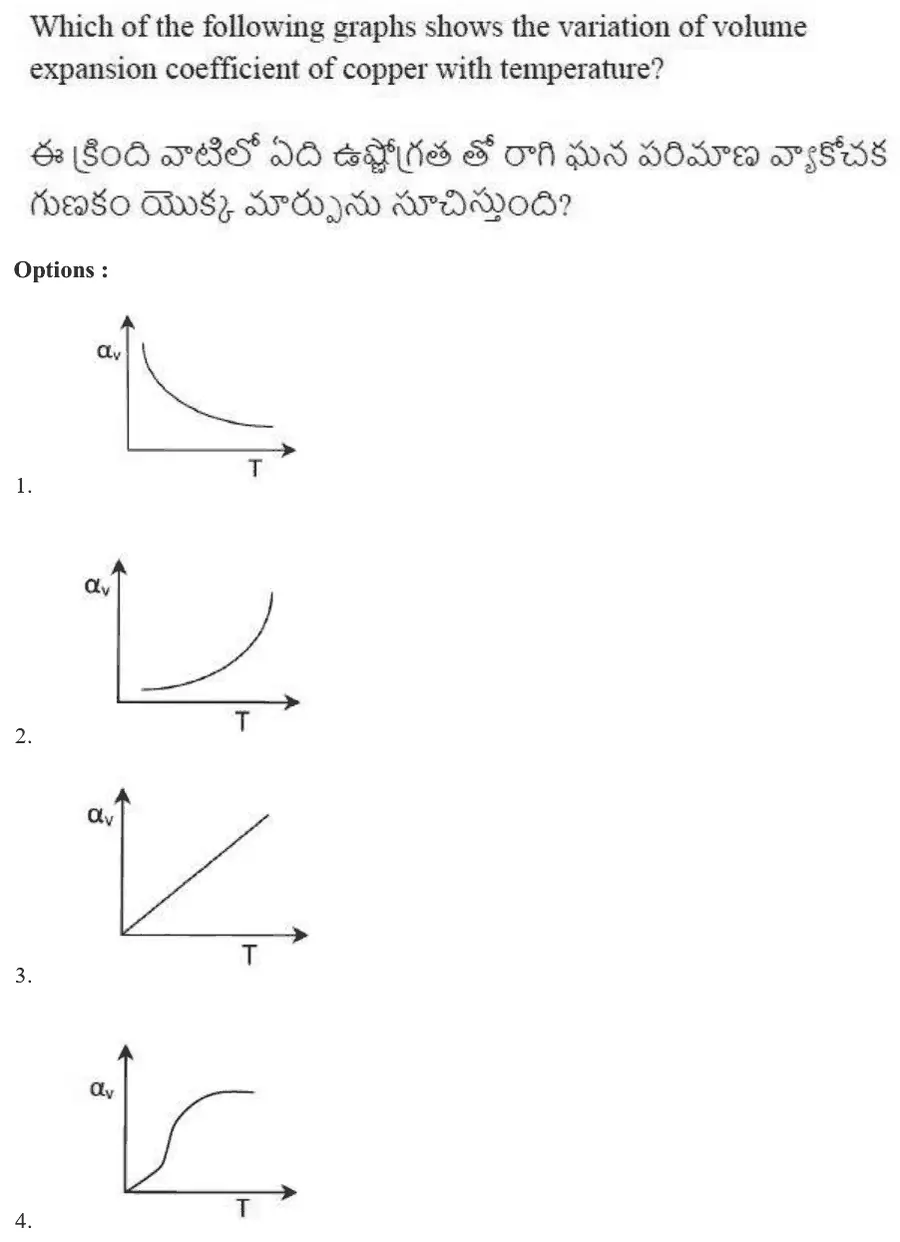 Which of the following graphs shows the variation of volume
expansion coefficient of copper with temperature?
ఈ క్రింది వాటిలో ఏది ఉష్ణోగ్రత తో రాగి ఘన పరిమాణ వ్యాకోచక
గుణకం యొక్క మార్పును సూచిస్తుంది?
Options :
αv
T
1.
αv
T
2.
αv
T
3.
αv
T
4.